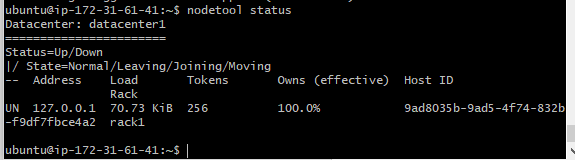 ubuntu@ip-172-31-61-41:~$ nodetool status
Datacenter: datacenter1
=======================
Status=Up/Down
|/ State=Normal/Leaving/Joining/Moving
--  Address    Load       Tokens       Owns (effective)  Host ID
               Rack
UN  127.0.0.1  70.73 KiB  256          100.0%            9ad8035b-9ad5-4f74-832b
-f9df7fbce4a2  rack1

ubuntu@ip-172-31-61-41:~$